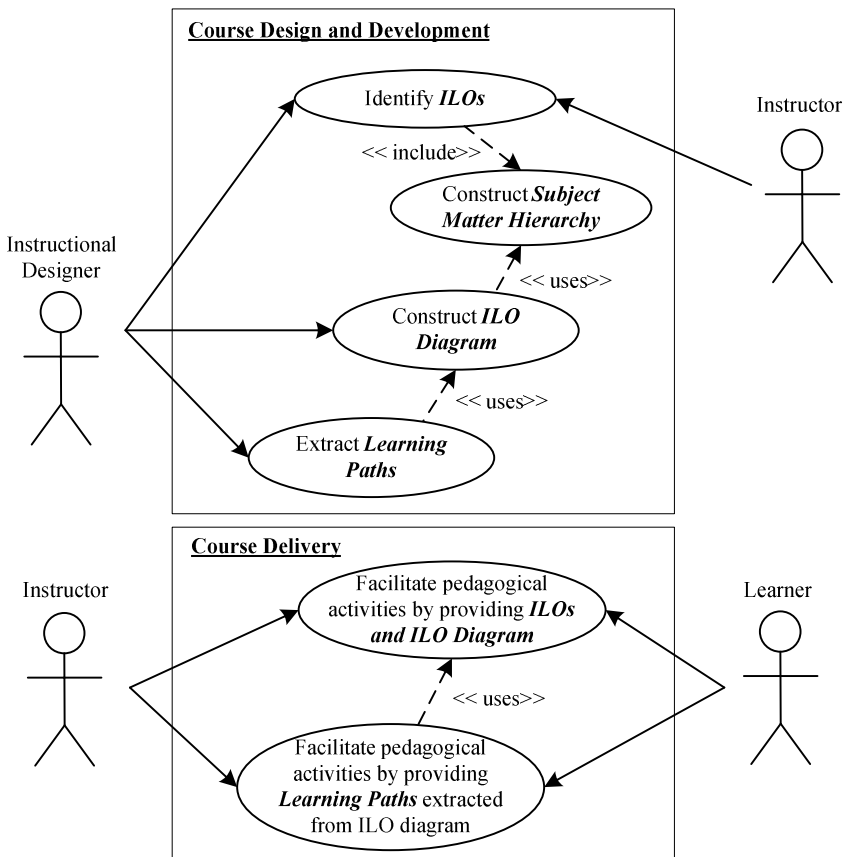 Course Design and Development
Identify ILOs
Instructor
<< include>>
Construct Subject
Matter Hierarchy
Instructional
Designer
<< uses>>
Construct ILO
Diagram
<< uses>>
Extract Learning
Paths
Course Delivery
Instructor
Facilitate pedagogical
activities by providing ILOs
and ILO Diagram
Learner
<< uses>>
Facilitate pedagogical
activities by providing
Learning Paths extracted
from ILO diagram